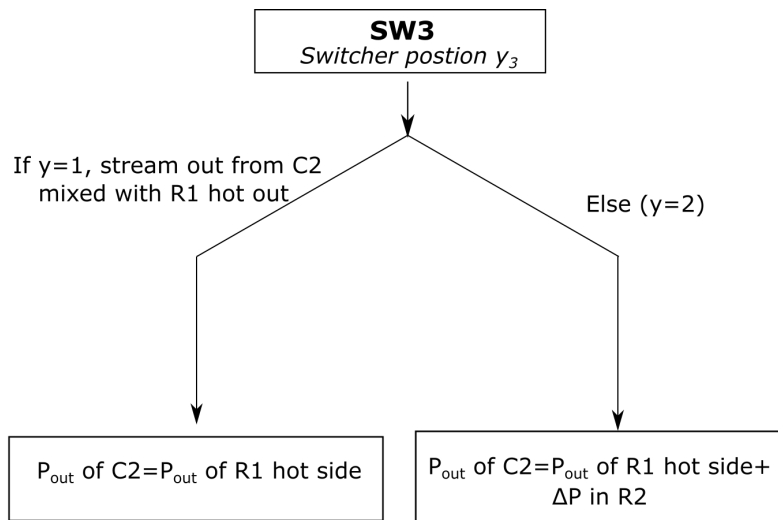 SW3
Switcher postion y₃
If y=1, stream out from C2
mixed with R1 hot out
Else (y=2)
Pout of C2=Pout of R1 hot side
Pout of C2=Pout of R1 hot side+
ΔP in R2